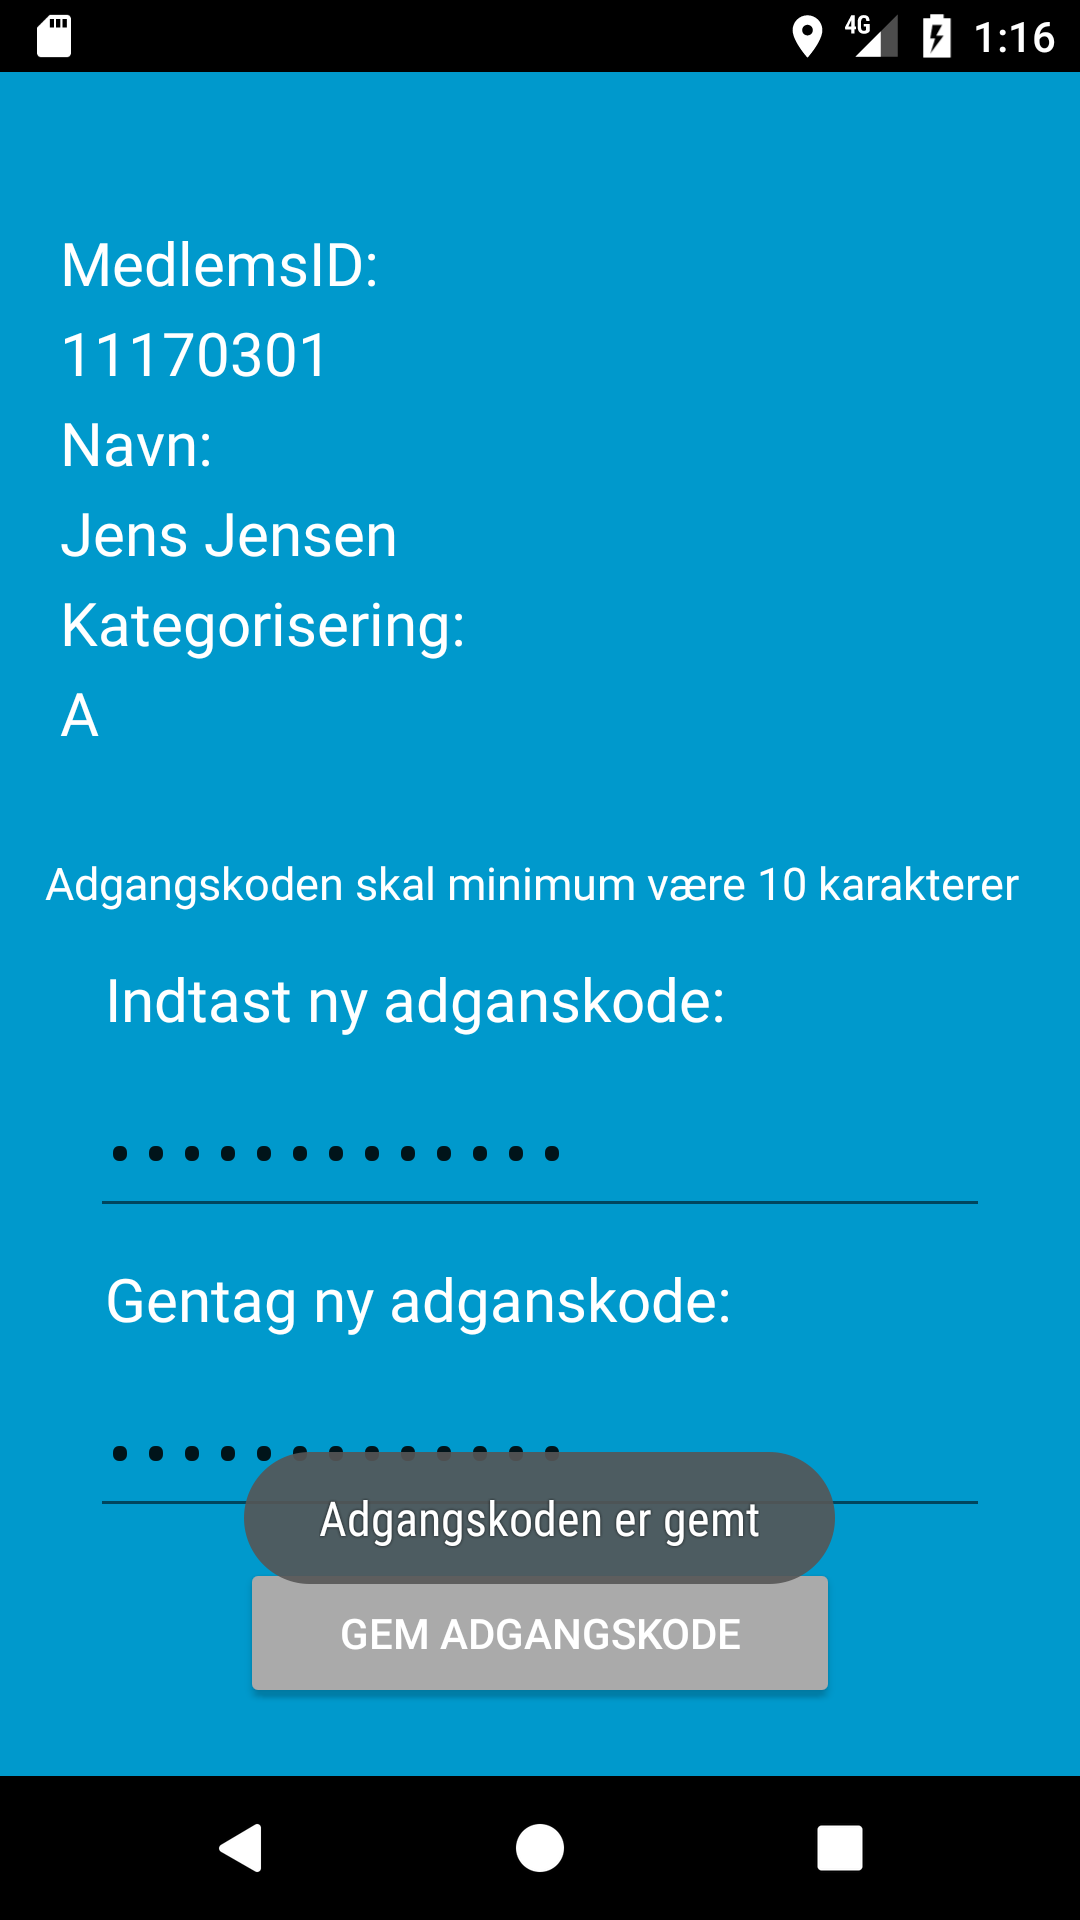 4G 1:16
MedlemsID:
11170301
Navn:
Jens Jensen
Kategorisering:
A
Adgangskoden skal minimum være 10 karakterer
Indtast ny adganskode:
Gentag ny adganskode:
Adgangskoden er gemt
GEM ADGANGSKODE